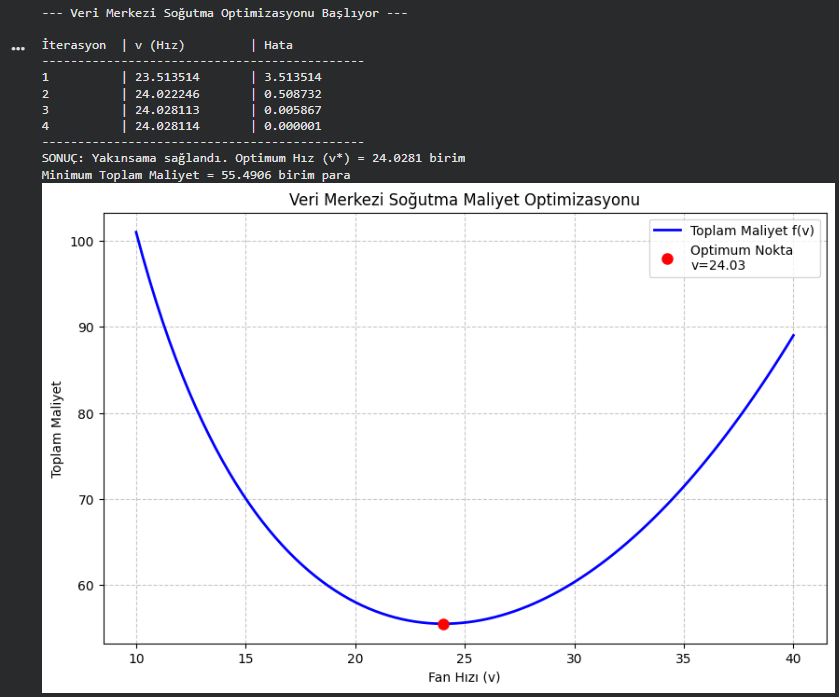 --- Veri Merkezi Soğutma Optimizasyonu Başlıyor ---
İterasyon | v (Hız) | Hata
---------------------------------------------
1 | 23.513514 | 3.513514
2 | 24.022246 | 0.508732
3 | 24.028113 | 0.005867
4 | 24.028114 | 0.000001
---------------------------------------------
SONUÇ: Yakınsama sağlandı. Optimum Hız (v*) = 24.0281 birim
Minimum Toplam Maliyet = 55.4906 birim para
Veri Merkezi Soğutma Maliyet Optimizasyonu
Toplam Maliyet f(v)
Optimum Nokta
v=24.03
Toplam Maliyet
100
90
80
70
60
10 15 20 25 30 35 40
Fan Hızı (v)